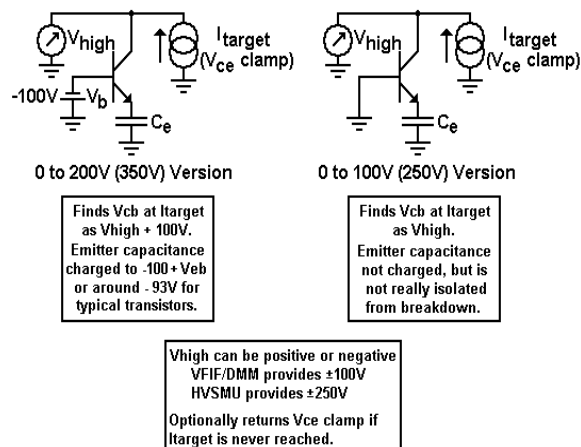 Vhigh
Itarget
(Vce clamp)
-100V
Vb
Ce
0 to 200V (350V) Version
Vhigh
Itarget
(Vce clamp)
Ce
0 to 100V (250V) Version
Finds Vcb at Itarget
as Vhigh + 100V.
Emitter capacitance
charged to -100 + Veb
or around - 93V for
typical transistors.
Finds Vcb at Itarget
as Vhigh.
Emitter capacitance
not charged, but is
not really isolated
from breakdown.
Vhigh can be positive or negative
VFIF/DMM provides ±100V
HVSMU provides ±250V
Optionally returns Vce clamp if
Itarget is never reached.